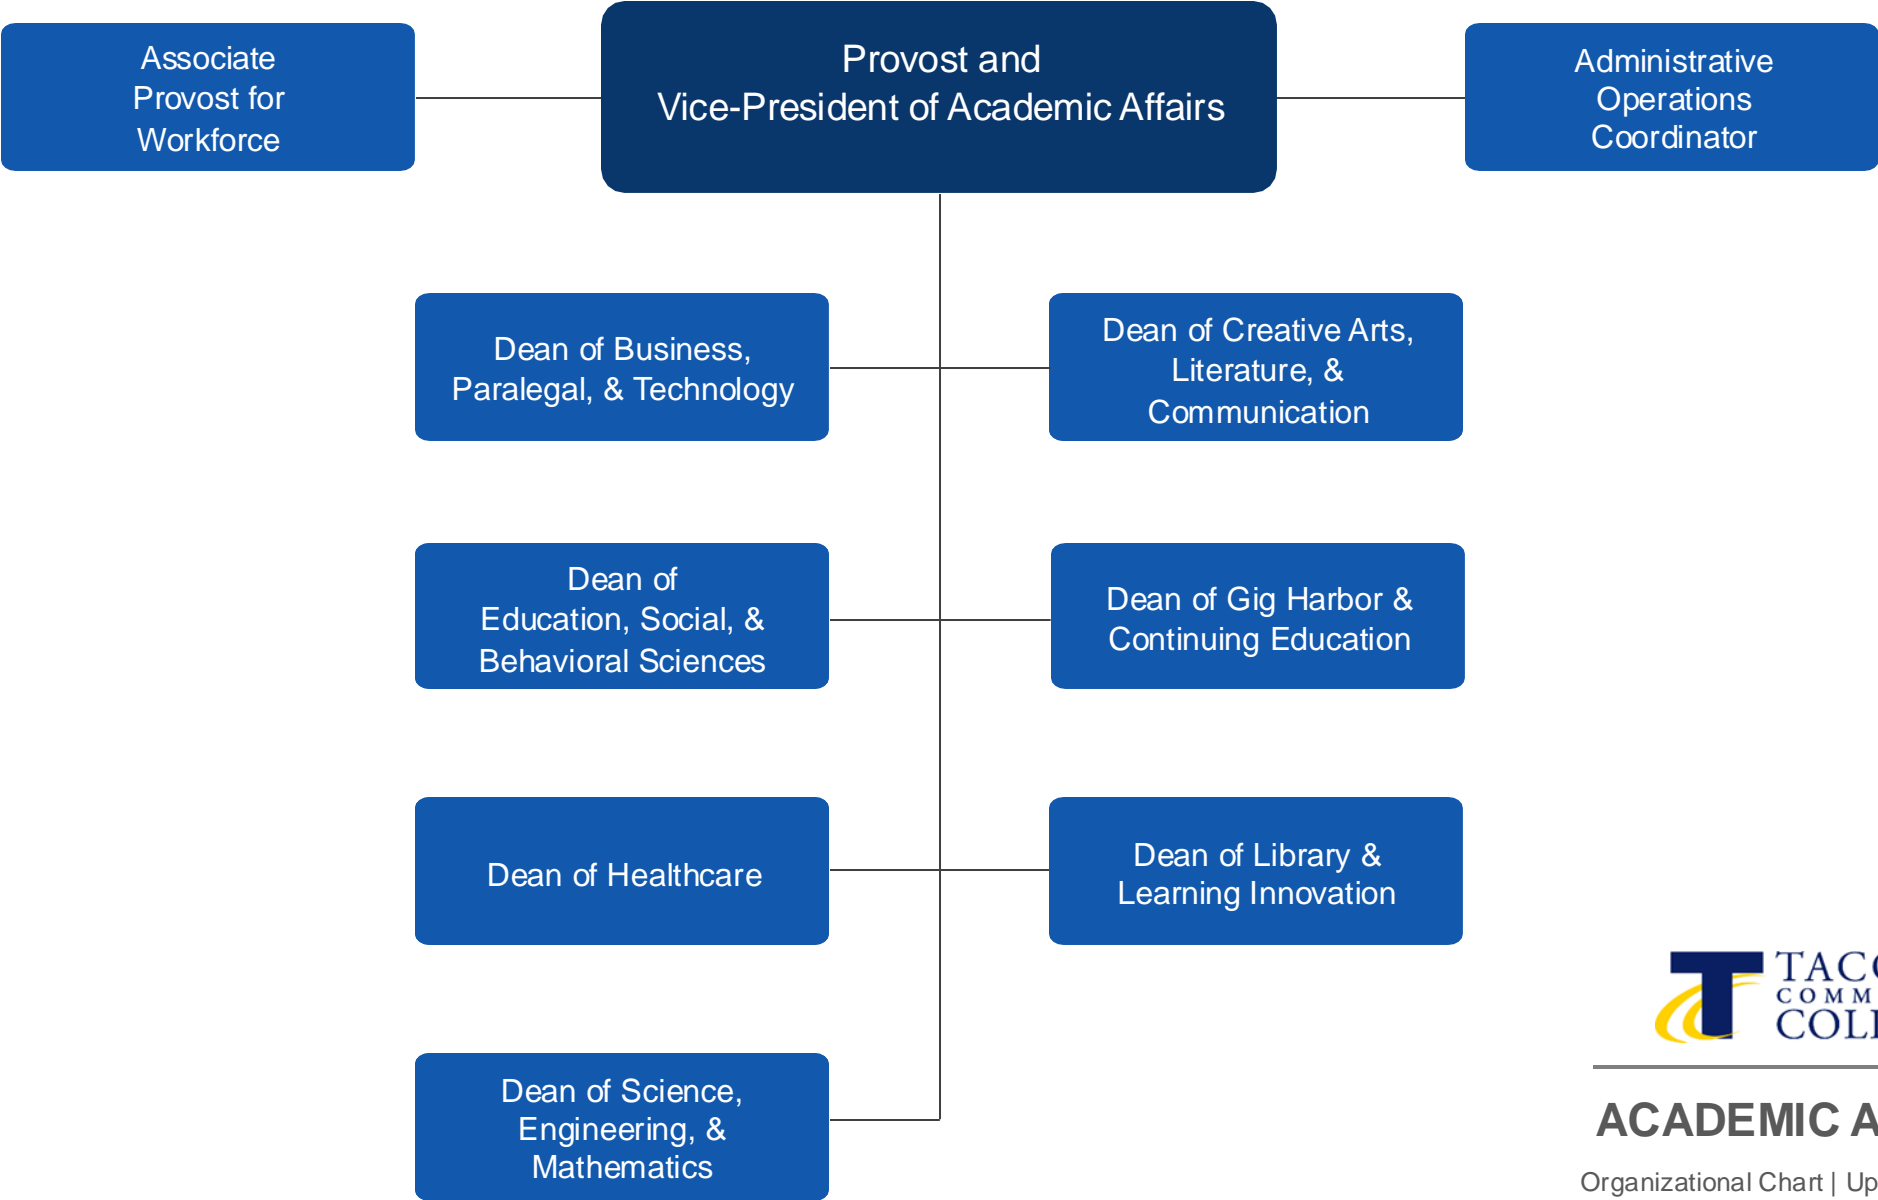 Associate
Provost for
Workforce
Provost and
Vice-President of Academic Affairs
Administrative
Operations
Coordinator
Dean of Business,
Paralegal, & Technology
Dean of Creative Arts,
Literature, &
Communication
Dean of
Education, Social, &
Behavioral Sciences
Dean of Gig Harbor &
Continuing Education
Dean of Healthcare
Dean of Library &
Learning Innovation
Dean of Science,
Engineering, &
Mathematics
T
ACADEMIC
Organizational Chart |